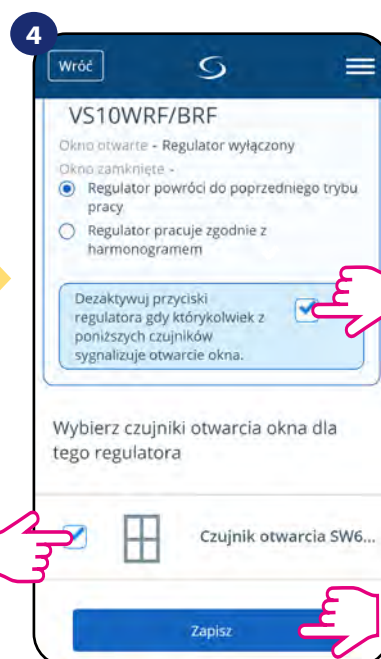 4
Wróć
VS10WRF/BRF
Okno otwarte - Regulator wyłączony
Okno zamknięte -
Regulator powróci do poprzedniego trybu
pracy
Regulator pracuje zgodnie z
harmonogramem
Dezaktywuj przyciski
regulatora gdy którykolwiek z
poniższych czujników
sygnalizuje otwarcie okna.
Wybierz czujniki otwarcia okna dla
tego regulatora
Czujnik otwarcia SW6...
Zapisz